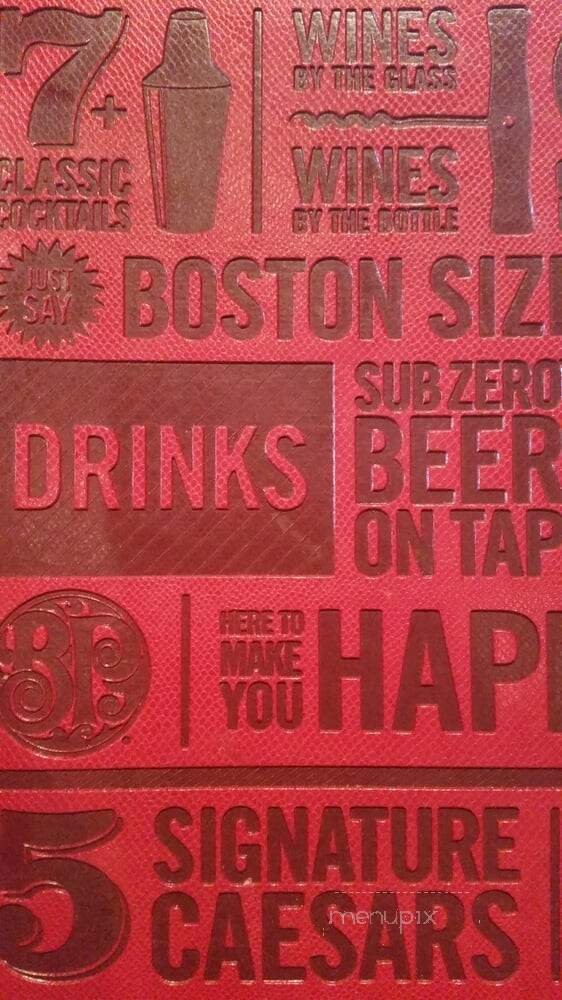 7+
CLASSIC
COCKTAILS
WINES
BY THE GLASS
WINES
BY THE BOTTLE
JUST
SAY
BOSTON SIZ
DRINKS
SUB ZERO
BEER
ON TAP
BP
HERE TO
MAKE
YOU
HAP
5
SIGNATURE
CAESARS
menupix